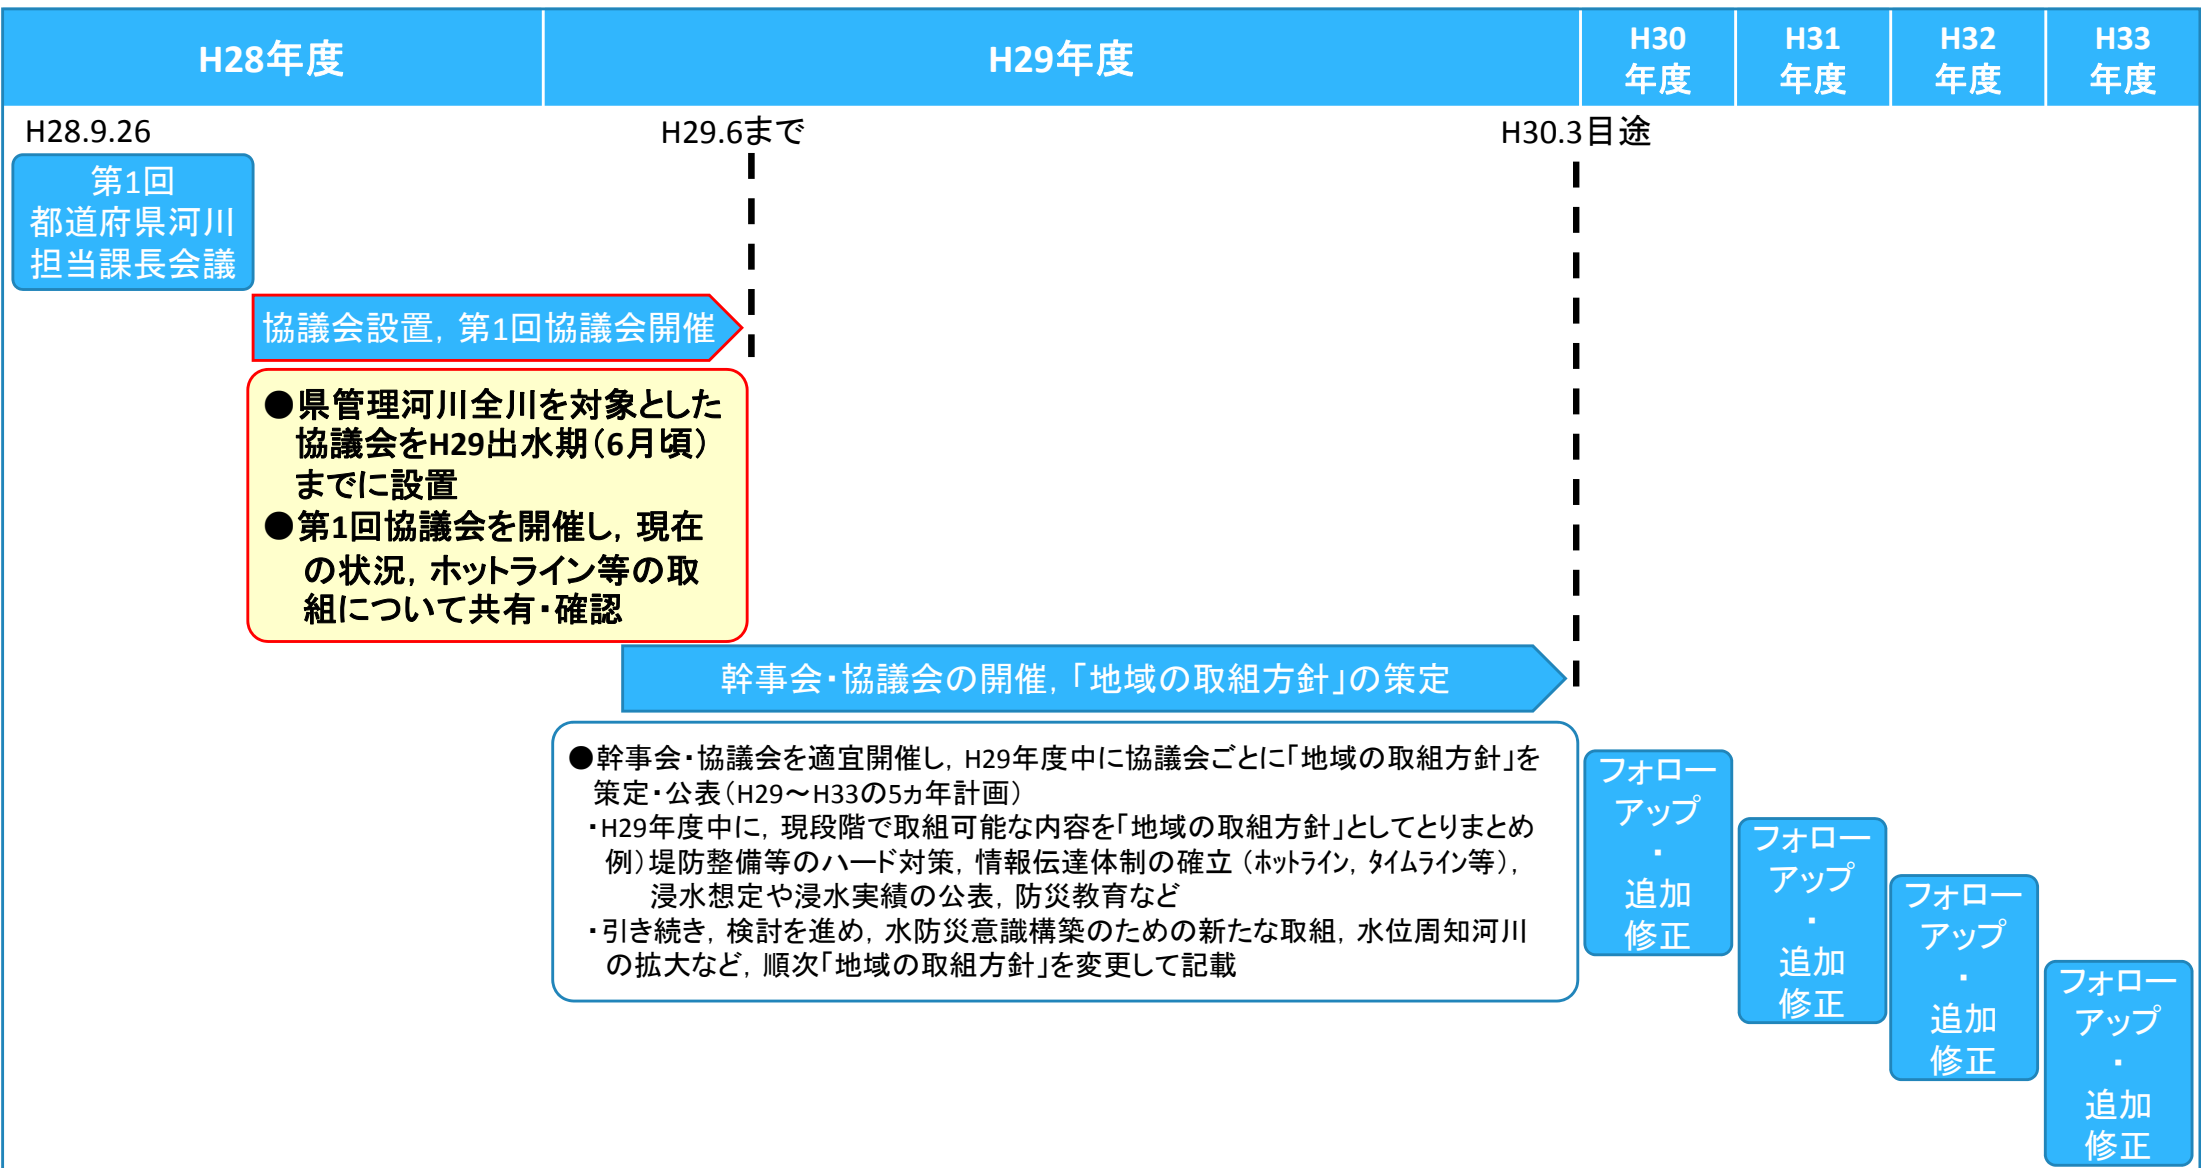 H28年度
H29年度
H30
年度
H31
年度
H32
年度
H33
年度
H28.9.26
H29.6まで
H30.3目途
第1回
都道府県河川
担当課長会議
協議会設置，第1回協議会開催
●県管理河川全川を対象とした
協議会をH29出水期（6月頃）
までに設置
●第1回協議会を開催し，現在
の状況，ホットライン等の取
組について共有・確認
幹事会・協議会の開催，「地域の取組方針」の策定
●幹事会・協議会を適宜開催し，H29年度中に協議会ごとに「地域の取組方針」を
策定・公表（H29～H33の5ヵ年計画）
・H29年度中に，現段階で取組可能な内容を「地域の取組方針」としてとりまとめ
例）堤防整備等のハード対策，情報伝達体制の確立（ホットライン，タイムライン等），
浸水想定や浸水実績の公表，防災教育など
・引き続き，検討を進め，水防災意識構築のための新たな取組，水位周知河川
の拡大など，順次「地域の取組方針」を変更して記載
フォロー
アップ
・
追加
修正
フォロー
アップ
・
追加
修正
フォロー
アップ
・
追加
修正
フォロー
アップ
・
追加
修正